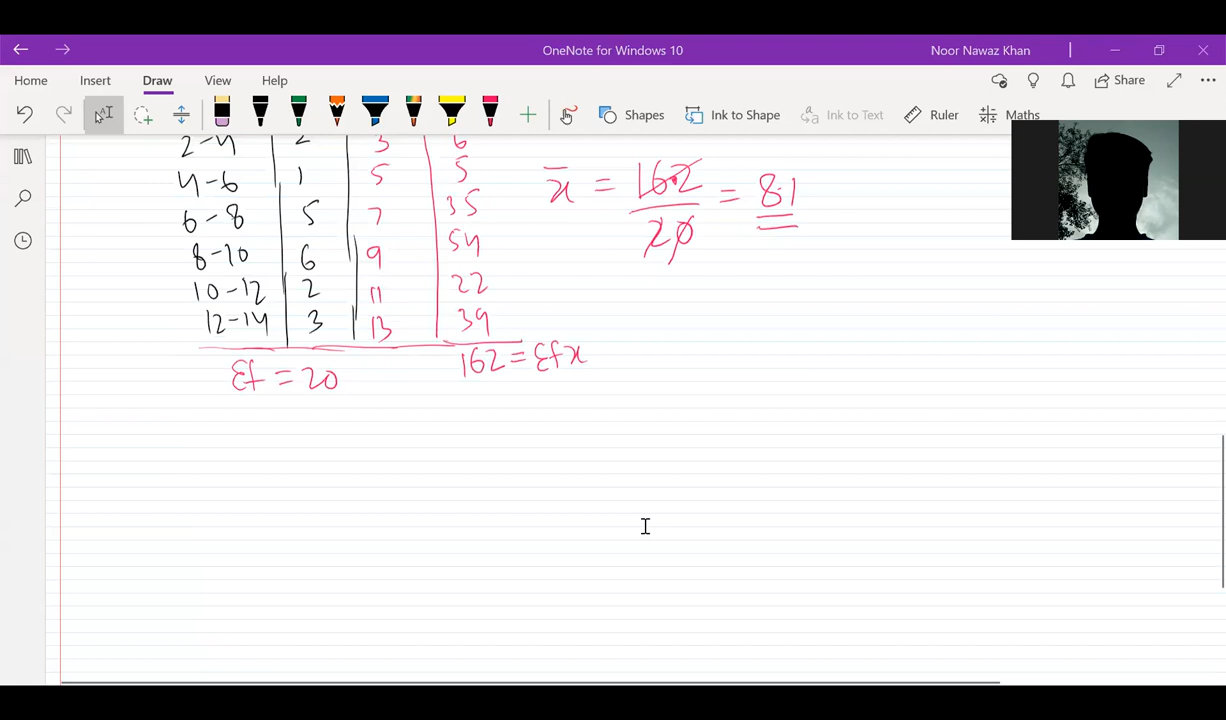 OneNote for Windows 10
Noor Nawaz Khan
Home Insert Draw View Help
Share
Shapes Ink to Shape Ink to Text Ruler Maths
2-4 2 3 6
4-6 1 5 5
6-8 5 7 35
8-10 6 9 54
10-12 2 11 22
12-14 3 13 39
Σf = 20
162 = Σfx
x̄ = 162/20 = 8.1